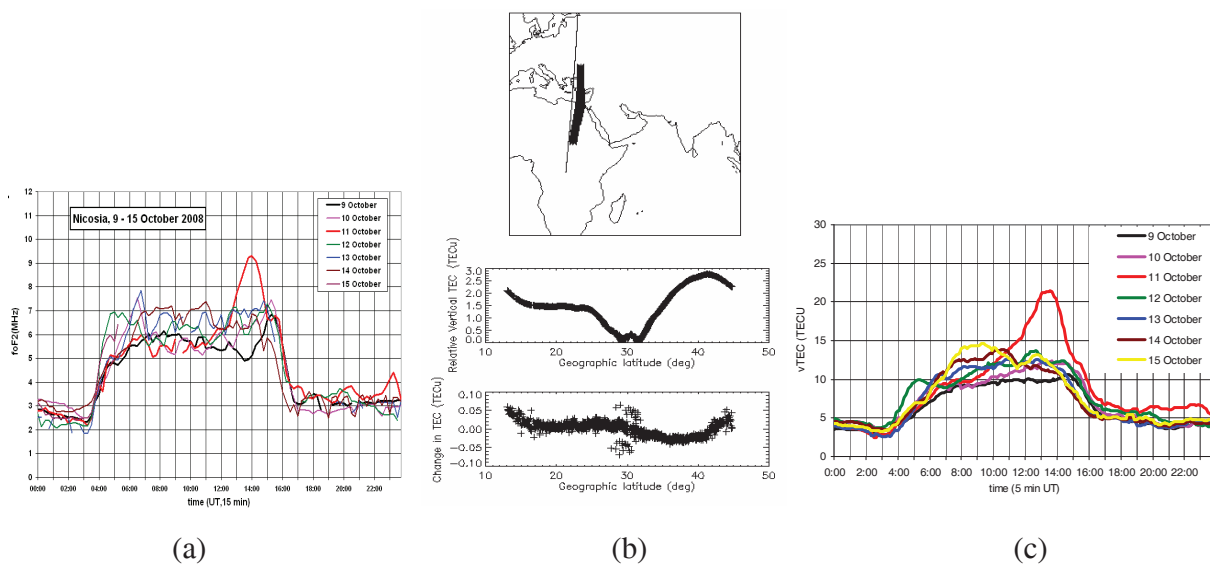 Nicosia, 9 - 15 October 2008
9 October
10 October
11 October
12 October
13 October
14 October
15 October
foF2(MHz)
12
11
10
9
8
7
6
5
4
3
2
1
0
00:00 02:00 04:00 06:00 08:00 10:00 12:00 14:00 16:00 18:00 20:00 22:00
time (UT,15 min)
(a)
Relative Vertical TEC (TECu)
3.0
2.5
2.0
1.5
1.0
0.5
0.0
10 20 30 40 50
Geographic latitude (deg)
Change in TEC (TECu)
0.10
0.05
0.00
-0.05
-0.10
10 20 30 40 50
Geographic latitude (deg)
(b)
vTEC (TECU
30
25
20
15
10
5
0
9 October
10 October
11 October
12 October
13 October
14 October
15 October
0:00 2:00 4:00 6:00 8:00 10:00 12:00 14:00 16:00 18:00 20:00 22:00
time (5 min UT)
(c)